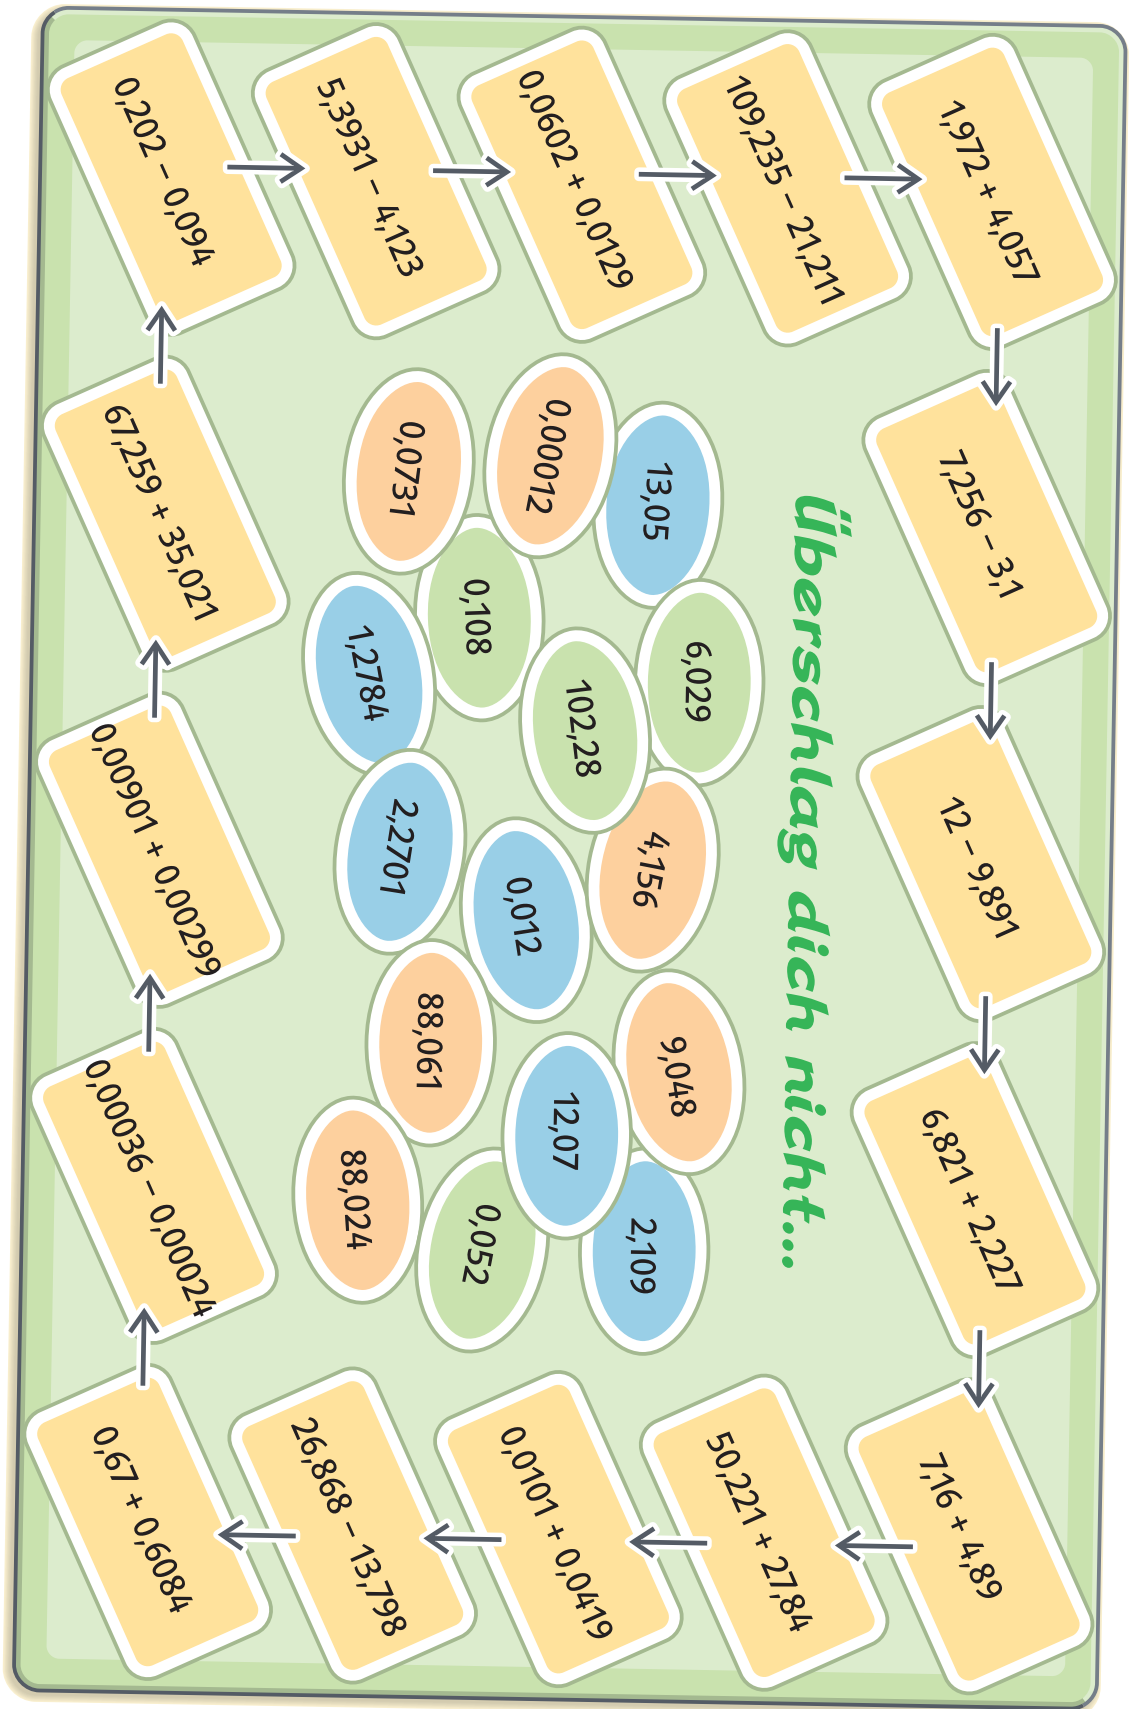 Überschlag dich nicht...
0,202 – 0,094
5,3931 – 4,123
0,0602 + 0,0129
109,235 – 21,211
1,972 + 4,057
7,256 – 3,1
12 – 9,891
6,821 + 2,227
7,16 + 4,89
50,221 + 27,84
0,0101 + 0,0419
26,868 – 13,798
0,67 + 0,6084
0,00036 – 0,00024
0,00901 + 0,00299
67,259 + 35,021
13,05
6,029
4,156
9,048
2,109
0,00012
102,28
0,012
12,07
0,0731
0,108
2,2701
88,061
0,052
1,2784
88,024